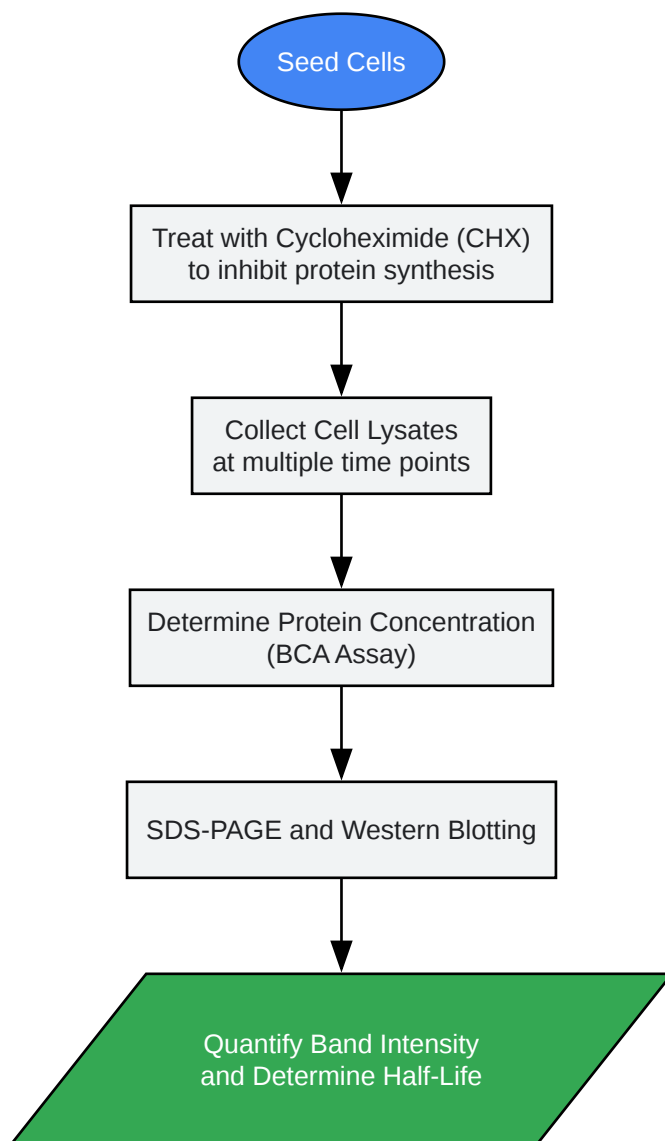 Seed Cells
Treat with Cycloheximide (CHX)
to inhibit protein synthesis
Collect Cell Lysates
at multiple time points
Determine Protein Concentration
(BCA Assay)
SDS-PAGE and Western Blotting
Quantify Band Intensity
and Determine Half-Life